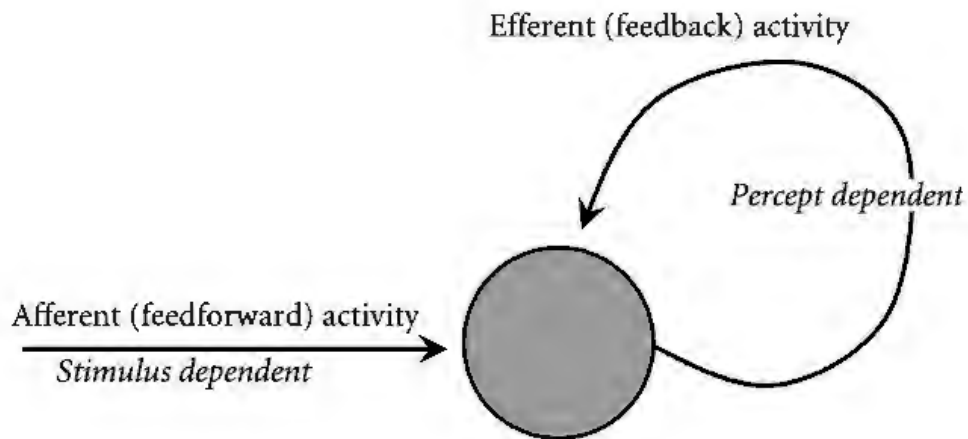 Efferent (feedback) activity
Percept dependent
Afferent (feedforward) activity
Stimulus dependent